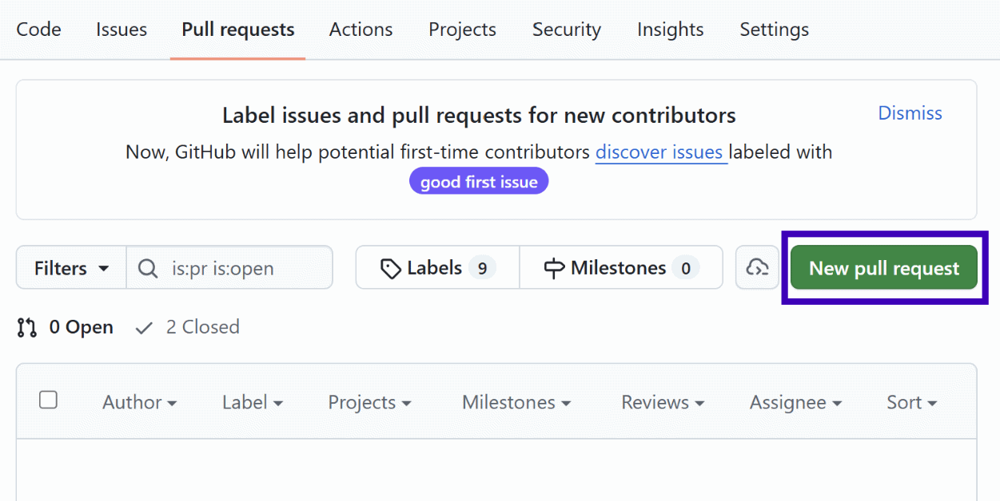 Code Issues Pull requests Actions Projects Security Insights Settings
Label issues and pull requests for new contributors
Dismiss
Now, GitHub will help potential first-time contributors discover issues labeled with
good first issue
Filters is:pr is:open Labels 9 Milestones 0 New pull request
0 Open 2 Closed
Author Label Projects Milestones Reviews Assignee Sort